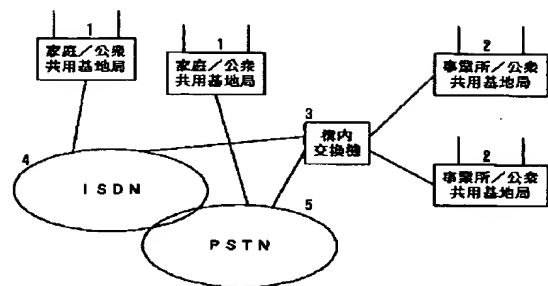 1
家庭／公衆
共用基地局
1
家庭／公衆
共用基地局
2
事業所／公衆
共用基地局
3
構内
交換機
2
事業所／公衆
共用基地局
4
ISDN
5
PSTN